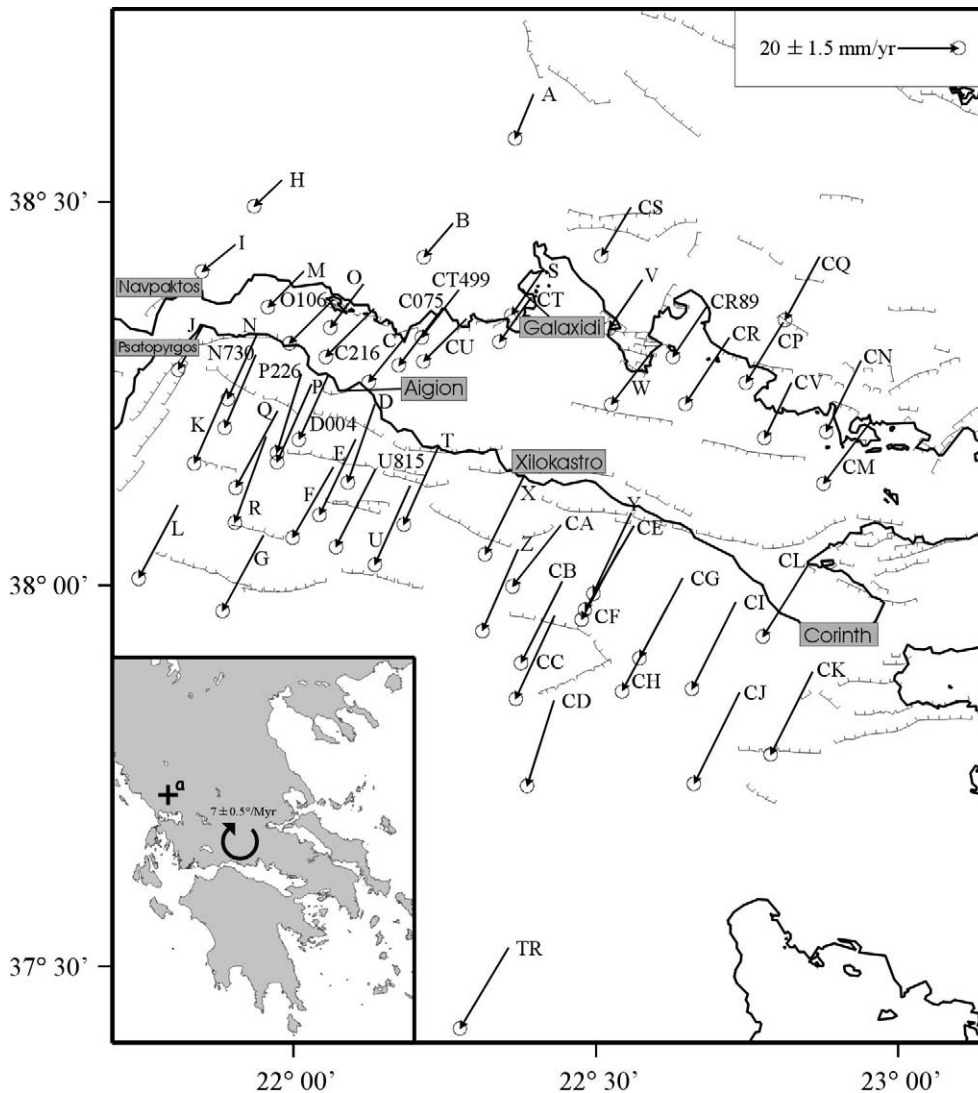 20 ± 1.5 mm/yr
A
38° 30'
H
B
CS
I
CQ
M
O
CT499
S
V
Navpaktos
O106
C075
CT
CR89
Galaxidi
J
N
C
CR
CP
Psatopyrgos
N730
C216
CU
CN
P226
P
Aigion
W
CV
K
Q
D
D004
T
E
U815
Xilokastro
CM
L
R
F
X
Y
U
CA
CE
G
Z
CB
CL
38° 00'
CG
CF
CI
Corinth
CC
CH
CK
CD
CJ
a
7 ± 0.5°/Myr
37° 30'
TR
22° 00'
22° 30'
23° 00'